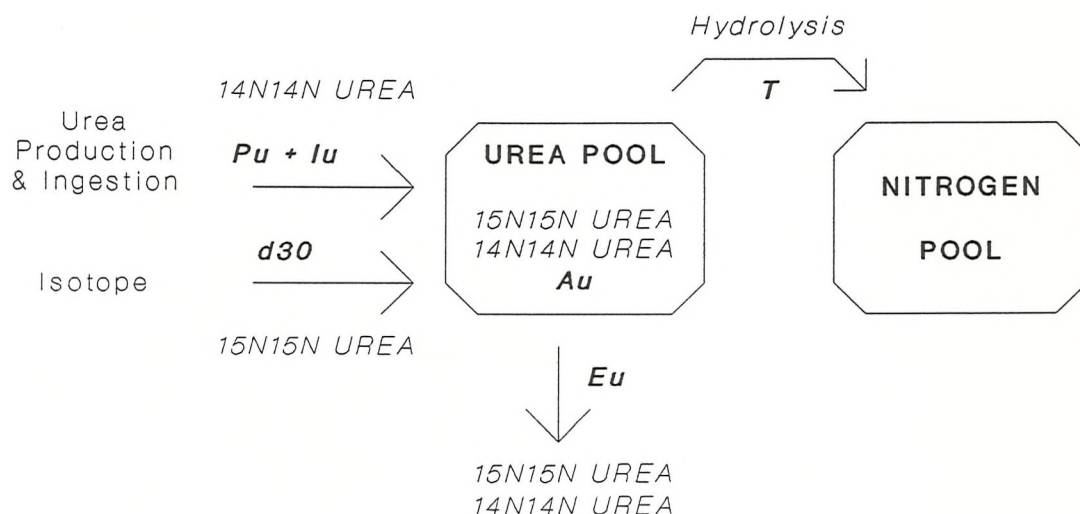 Hydrolysis
T
14N14N UREA
Urea
Production
& Ingestion
Pu + Iu
UREA POOL
15N15N UREA
14N14N UREA
Au
NITROGEN
POOL
d30
Isotope
15N15N UREA
Eu
15N15N UREA
14N14N UREA